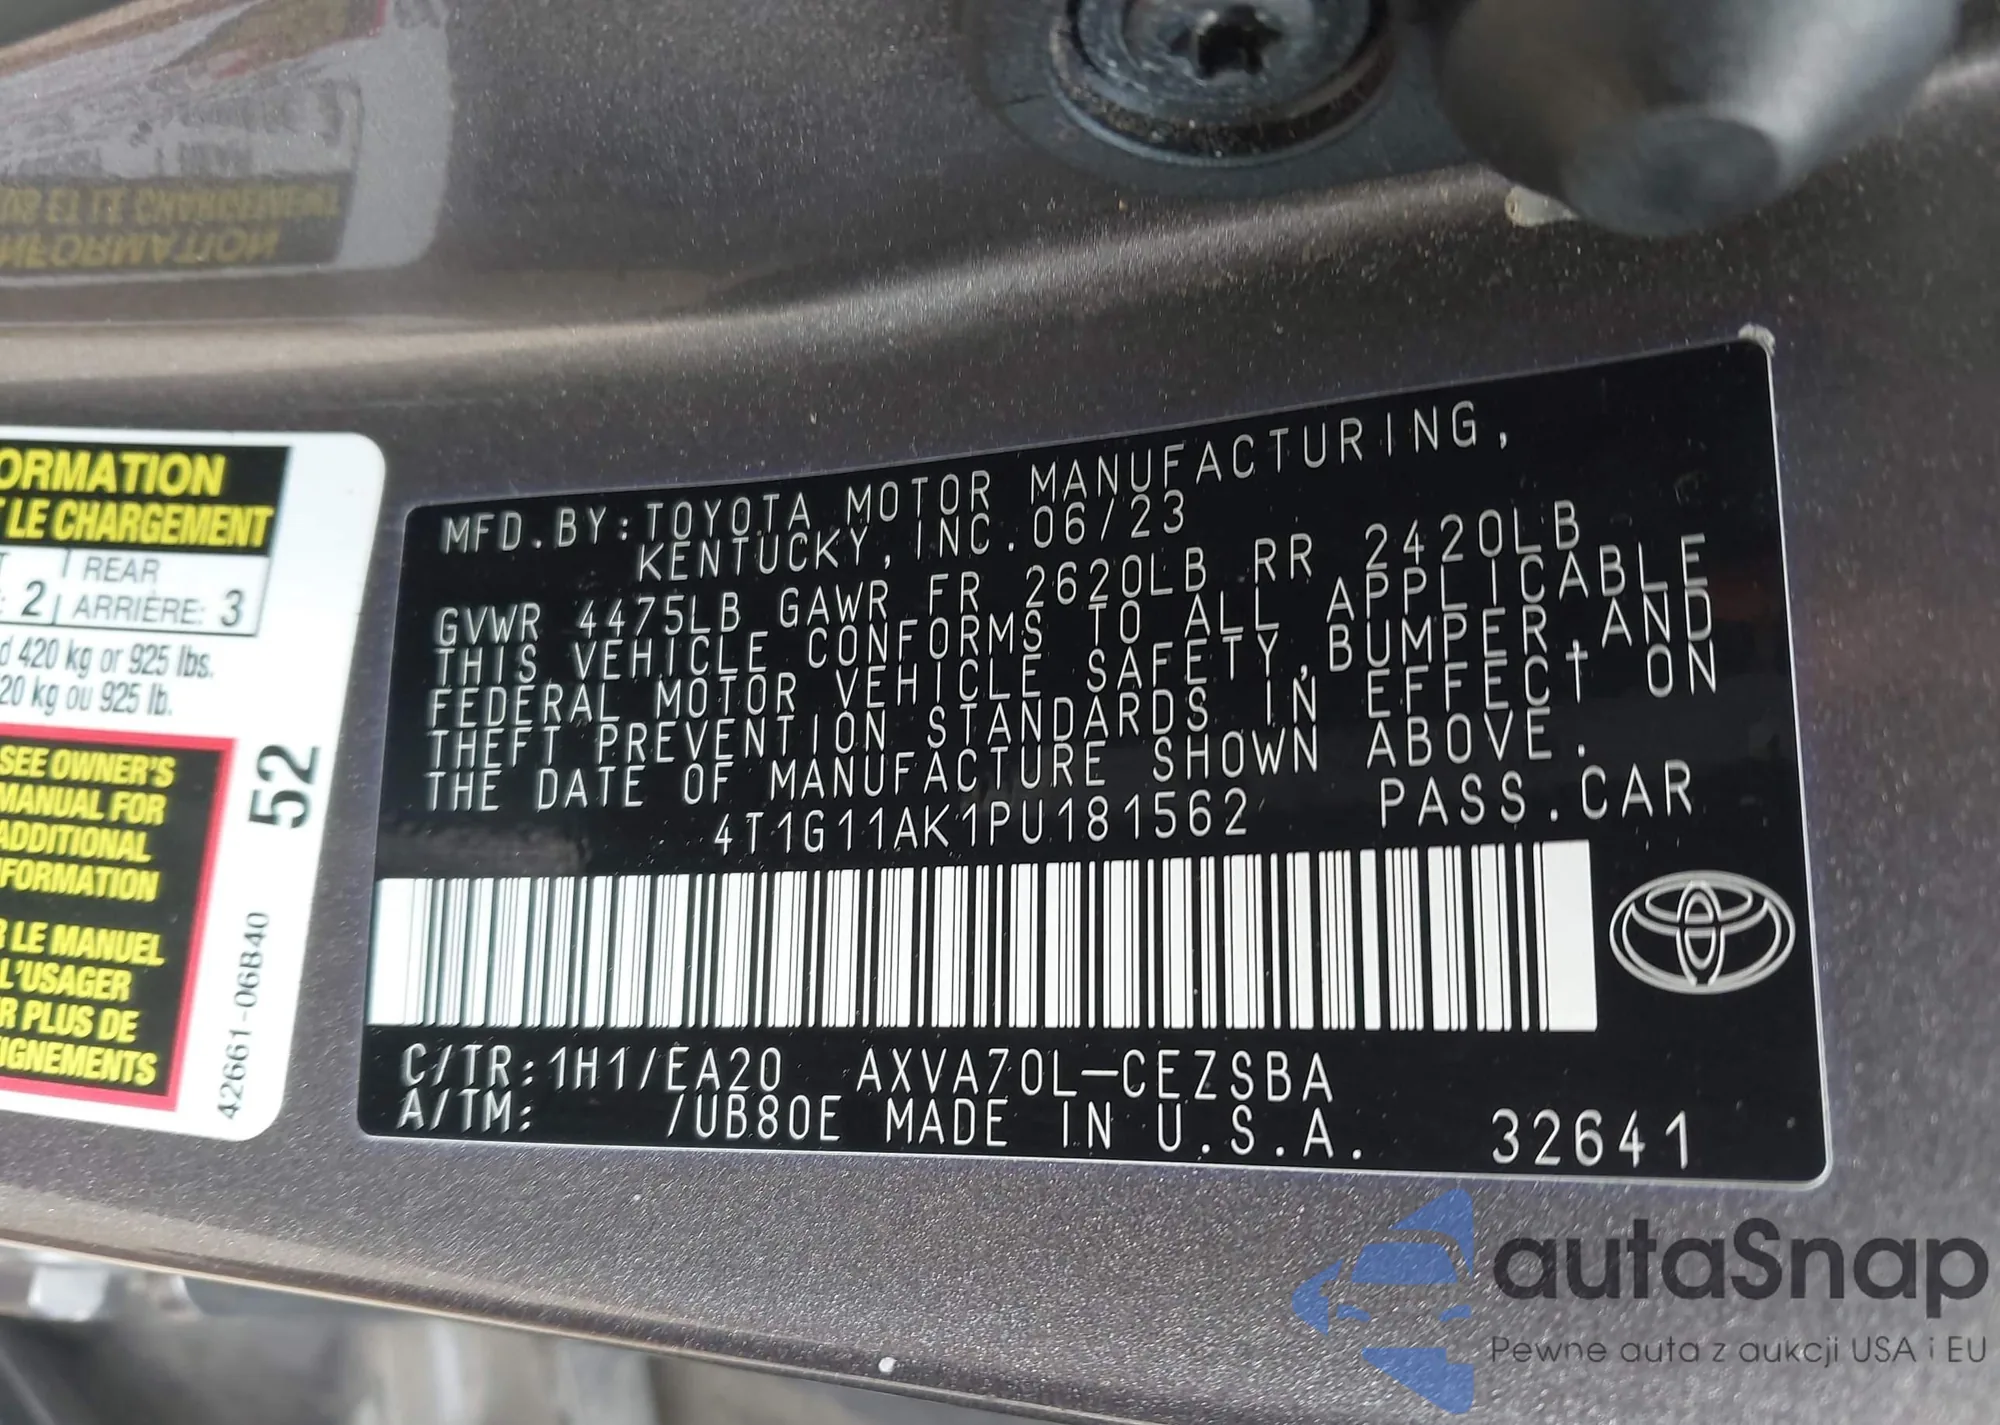 ORMATION
LE CHARGEMENT
REAR
2 ARRIÈRE: 3
420 kg or 925 lbs.
20 kg ou 925 lb.
SEE OWNER'S
MANUAL FOR
ADDITIONAL
FORMATION
LE MANUEL
L'USAGER
R PLUS DE
IGNEMENTS
52
42661-06B40
MFD.BY:TOYOTA MOTOR MANUFACTURING,
KENTUCKY,INC.06/23
GVWR 4475LB GAWR FR 2620LB RR 2420LB
THIS VEHICLE CONFORMS TO ALL APPLICABLE
FEDERAL MOTOR VEHICLE SAFETY,BUMPER,AND
THEFT PREVENTION STANDARDS IN EFFECT ON
THE DATE OF MANUFACTURE SHOWN ABOVE.
4T1G11AK1PU181562 PASS.CAR
C/TR:1H1/EA20 AXVA70L-CEZSBA
A/TM: /UB80E MADE IN U.S.A. 32641
autaSnap
Pewne auta z aukcji USA i EU